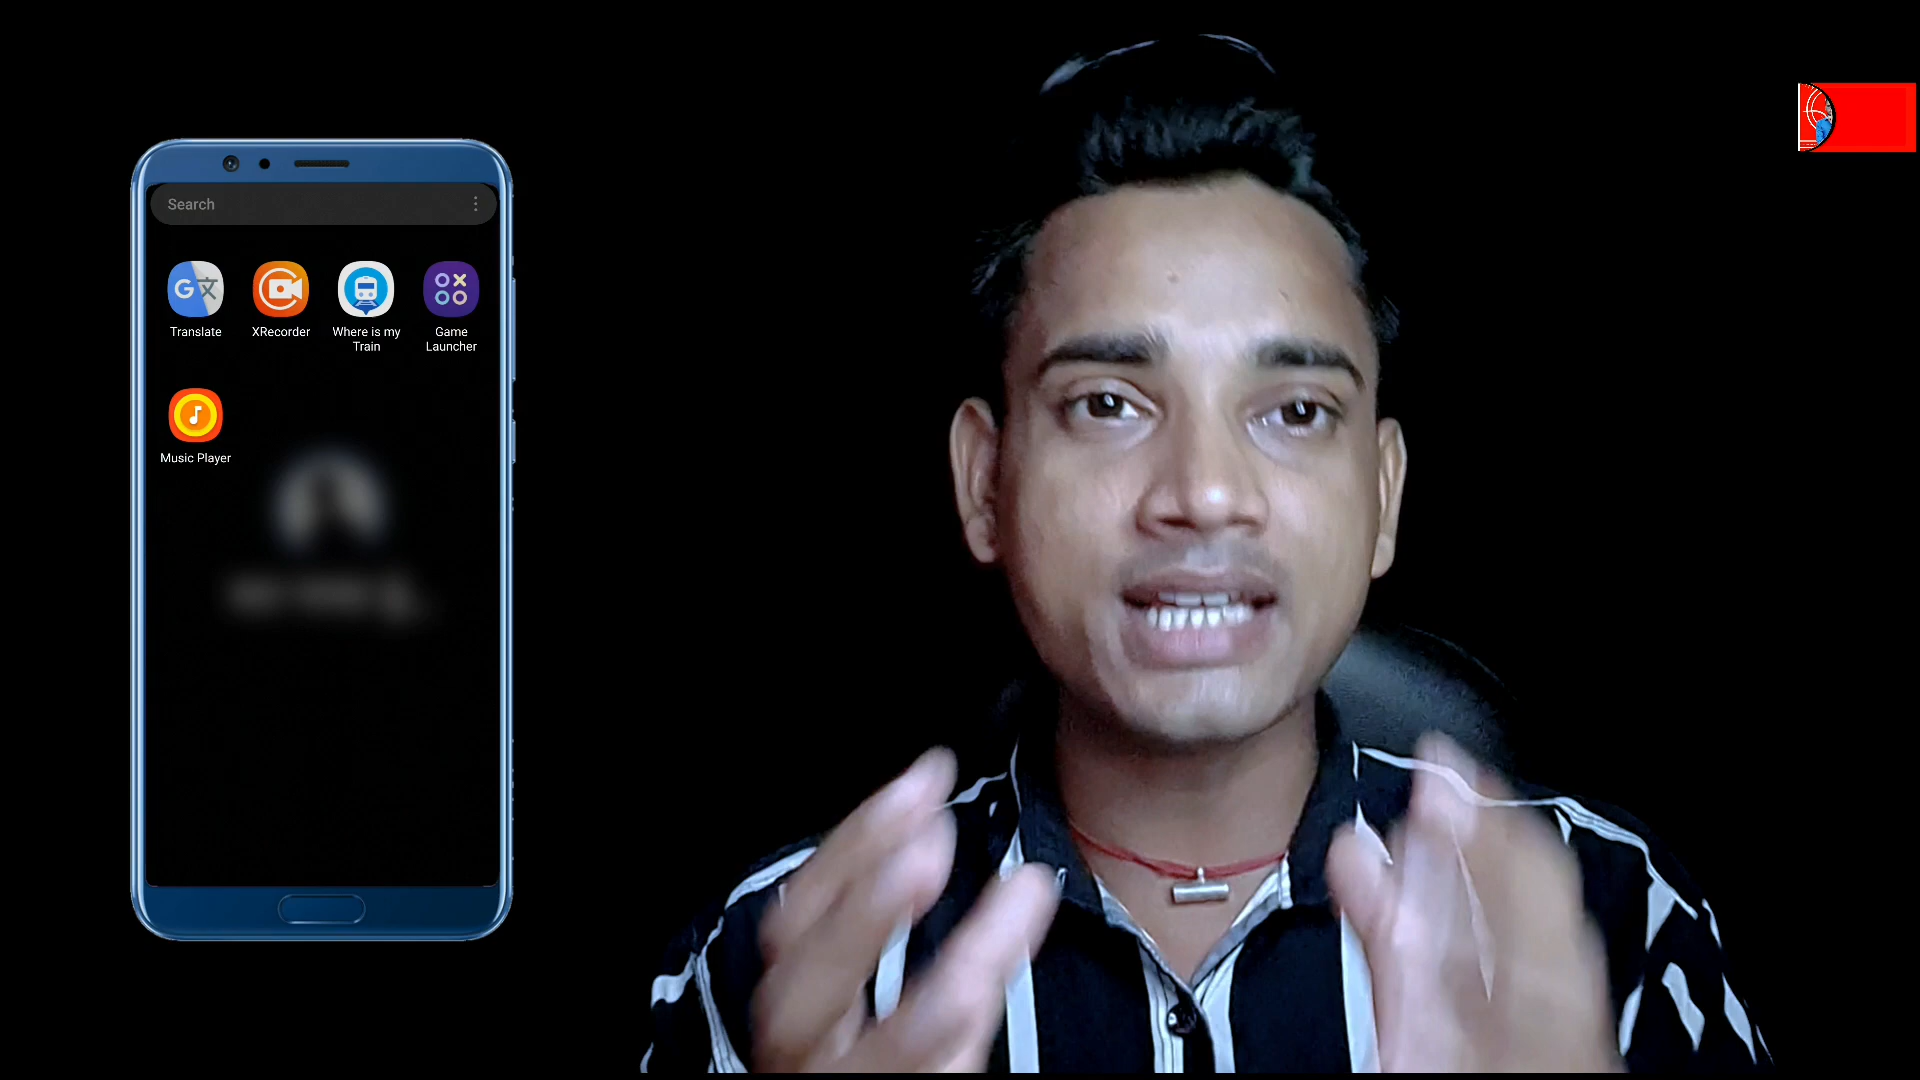 Search
Translate
XRecorder
Where is my
Train
Game
Launcher
Music Player